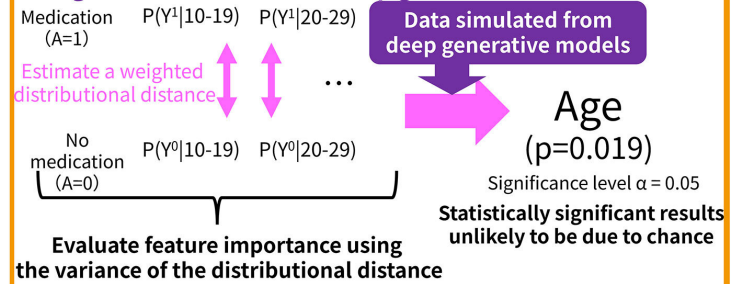 Medication
(A=1)
P(Y¹|10-19)
P(Y¹|20-29)
Estimate a weighted
distributional distance
...
No
medication
(A=0)
P(Y⁰|10-19)
P(Y⁰|20-29)
Evaluate feature importance using
the variance of the distributional distance
Data simulated from
deep generative models
Age
(p=0.019)
Significance level α = 0.05
Statistically significant results
unlikely to be due to chance